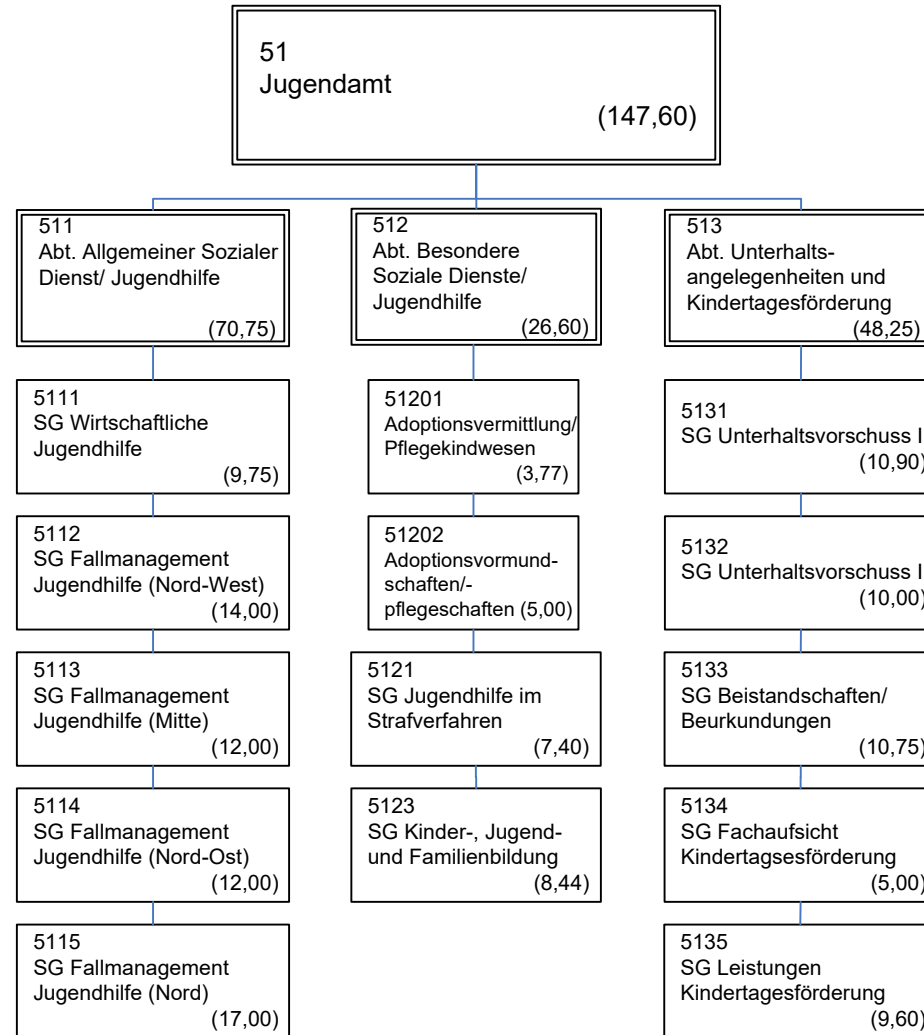 51
Jugendamt
(147,60)
511
Abt. Allgemeiner Sozialer
Dienst/ Jugendhilfe
(70,75)
512
Abt. Besondere
Soziale Dienste/
Jugendhilfe
(26,60)
513
Abt. Unterhalts-
angelegenheiten und
Kindertagesförderung
(48,25)
5111
SG Wirtschaftliche
Jugendhilfe
(9,75)
51201
Adoptionsvermittlung/
Pflegekindwesen
(3,77)
5131
SG Unterhaltsvorschuss I
(10,90)
5112
SG Fallmanagement
Jugendhilfe (Nord-West)
(14,00)
51202
Adoptionsvormund-
schaften/-
pflegeschaften (5,00)
5132
SG Unterhaltsvorschuss I
(10,00)
5113
SG Fallmanagement
Jugendhilfe (Mitte)
(12,00)
5121
SG Jugendhilfe im
Strafverfahren
(7,40)
5133
SG Beistandschaften/
Beurkundungen
(10,75)
5114
SG Fallmanagement
Jugendhilfe (Nord-Ost)
(12,00)
5123
SG Kinder-, Jugend-
und Familienbildung
(8,44)
5134
SG Fachaufsicht
Kindertagsesförderung
(5,00)
5115
SG Fallmanagement
Jugendhilfe (Nord)
(17,00)
5135
SG Leistungen
Kindertagesförderung
(9,60)